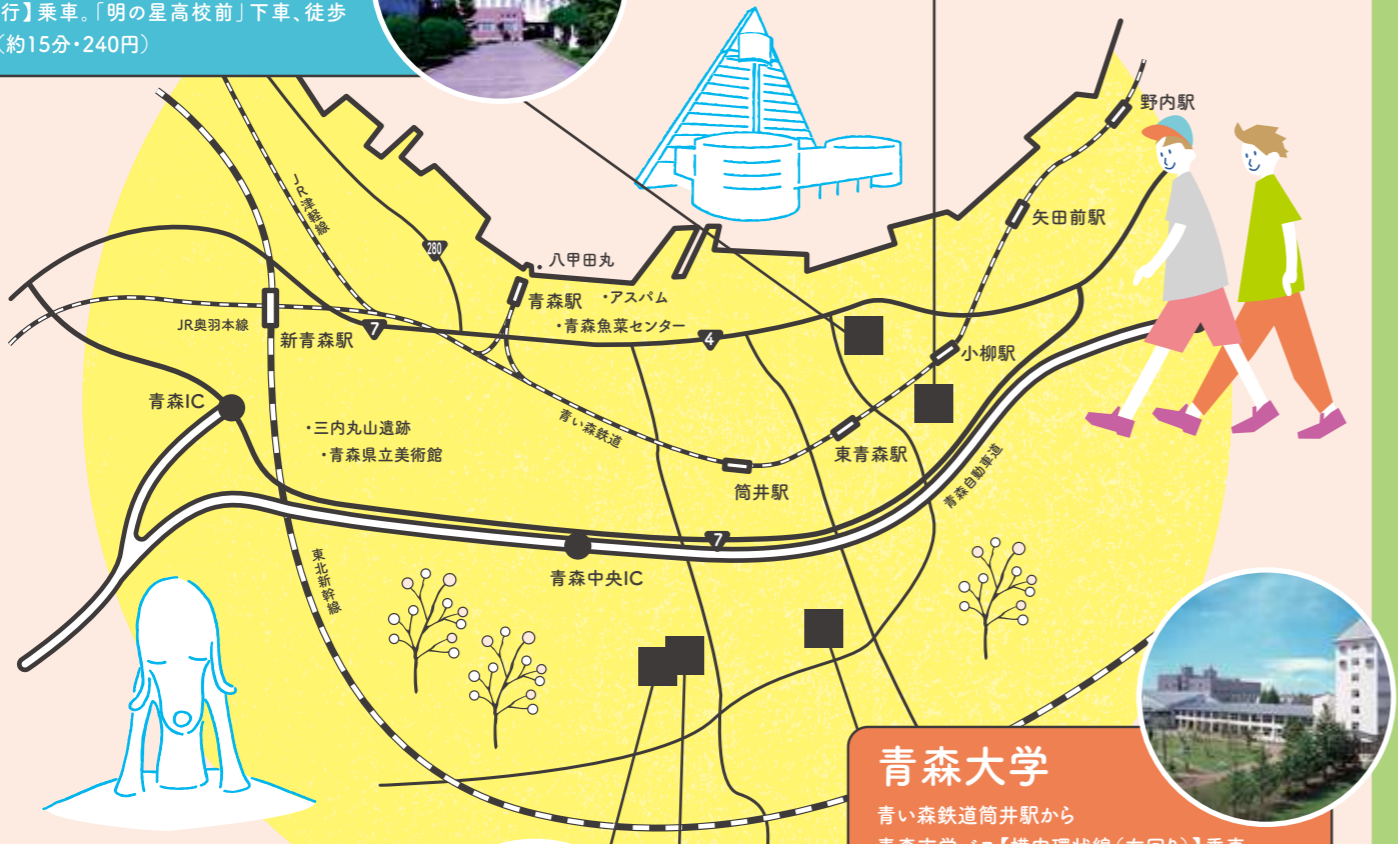 行】乗車。「明の星高校前」下車、徒歩
(約15分・240円)
野内駅
矢田前駅
JR津軽線
280
・八甲田丸
青森駅
・アスパム
・青森魚菜センター
JR奥羽本線
新青森駅
7
4
小柳駅
青森IC
・三内丸山遺跡
・青森県立美術館
青い森鉄道
東青森駅
筒井駅
青森自動車道
7
青森中央IC
東北新幹線
青森大学
青い森鉄道筒井駅から